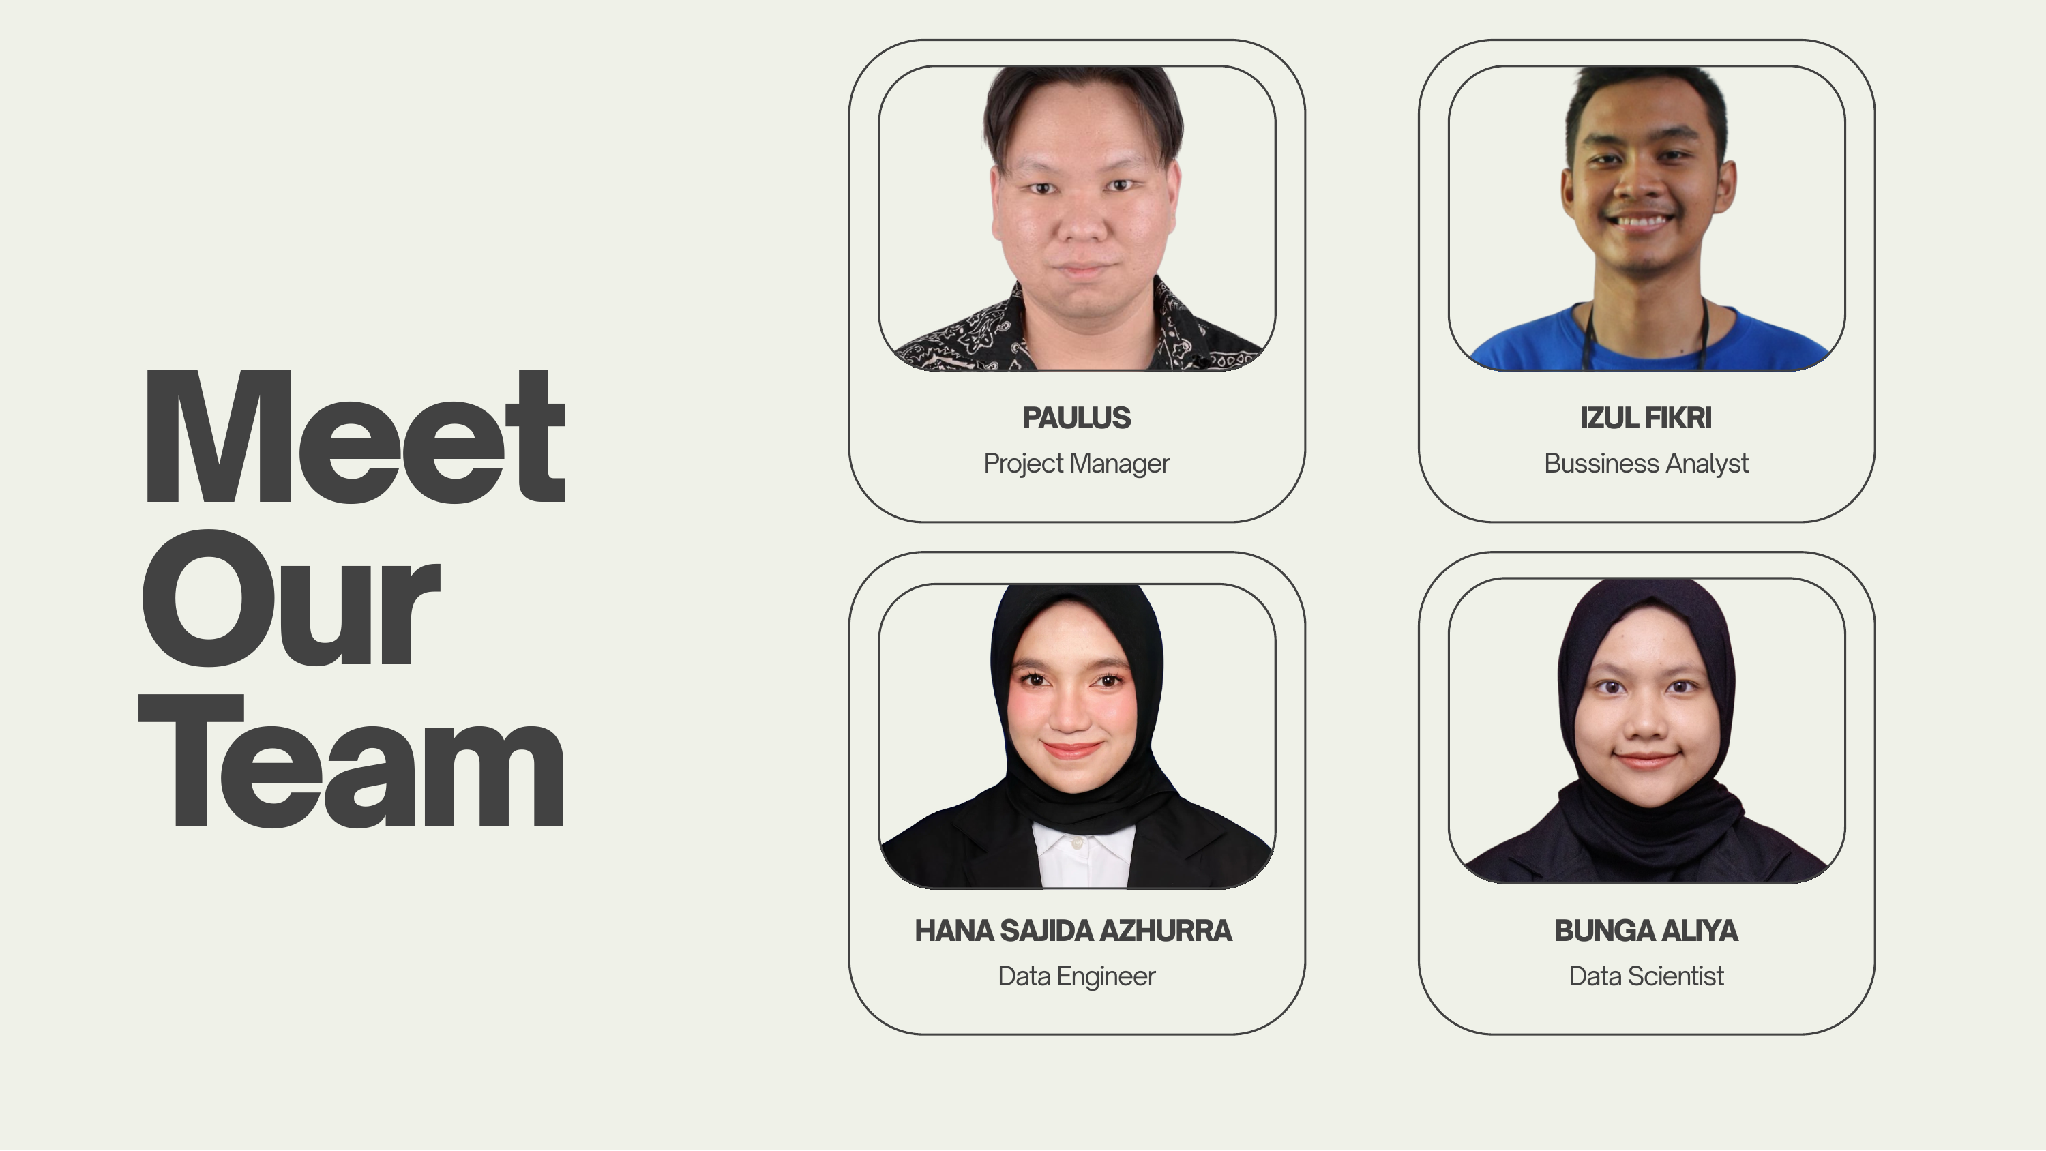 Meet
Our
Team
PAULUS
Project Manager
IZUL FIKRI
Bussiness Analyst
HANA SAJIDA AZHURRA
Data Engineer
BUNGA ALIYA
Data Scientist